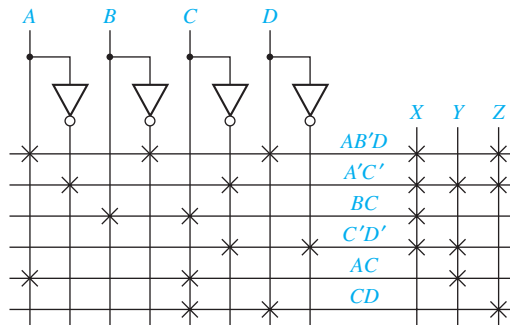 A B C D
X Y Z
AB′D
A′C′
BC
C′D′
AC
CD